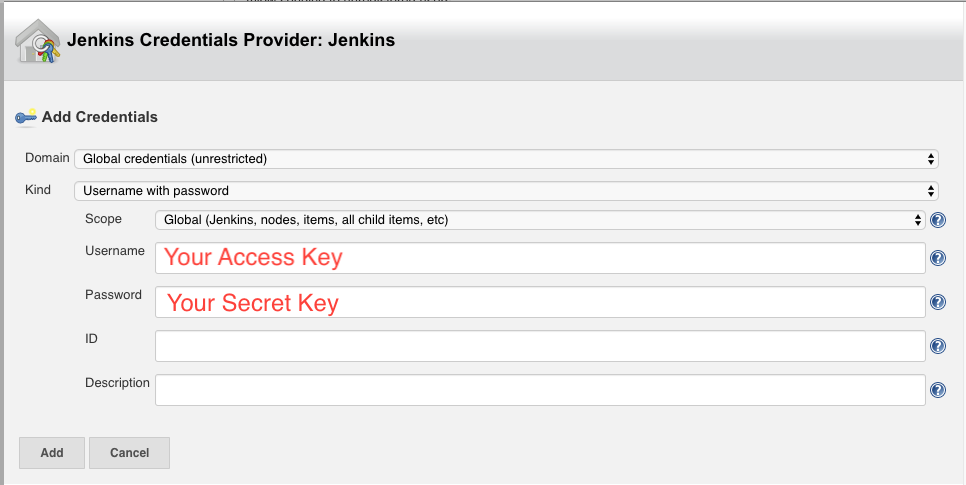 Jenkins Credentials Provider: Jenkins
Add Credentials
Domain Global credentials (unrestricted)
Kind Username with password
Scope Global (Jenkins, nodes, items, all child items, etc)
Username Your Access Key
Password Your Secret Key
ID
Description
Add Cancel